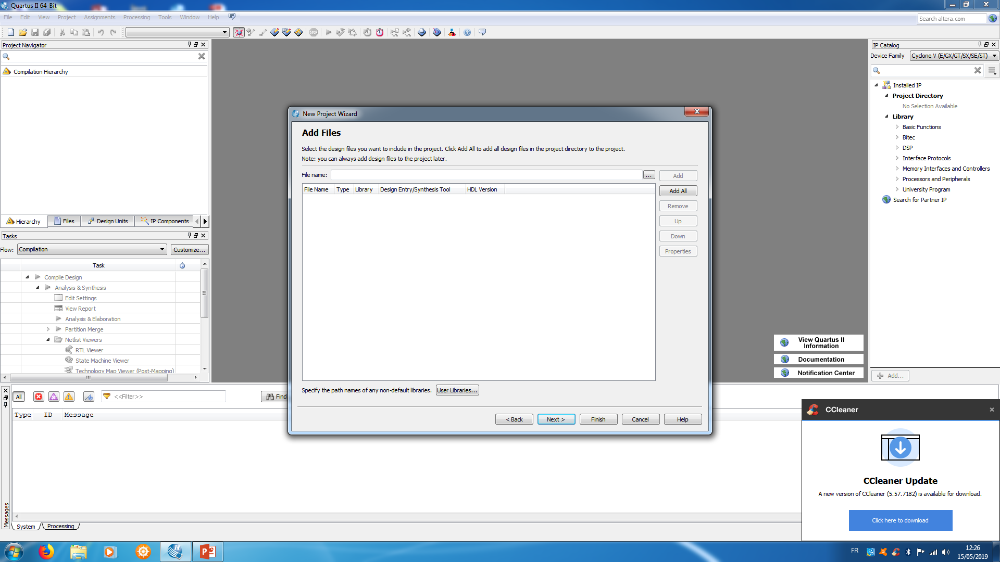 Quartus II 64-Bit
File Edit View Project Assignments Processing Tools Window Help
Search altera.com
Project Navigator
Compilation Hierarchy
Hierarchy Files Design Units IP Components
Tasks
Flow: Compilation Customize...
Task
Compile Design
Analysis & Synthesis
Edit Settings
View Report
Analysis & Elaboration
Partition Merge
Netlist Viewers
RTL Viewer
State Machine Viewer
Technology Map Viewer (Post-Mapping)
New Project Wizard
Add Files
Select the design files you want to include in the project. Click Add All to add all design files in the project directory to the project.
Note: you can always add design files to the project later.
File name: ... Add
File Name Type Library Design Entry/Synthesis Tool HDL Version
Add All
Remove
Up
Down
Properties
Specify the path names of any non-default libraries. User Libraries...
< Back Next > Finish Cancel Help
IP Catalog
Device Family Cyclone V (E/GX/GT/SX/SE/ST)
Installed IP
Project Directory
No Selection Available
Library
Basic Functions
Bitec
DSP
Interface Protocols
Memory Interfaces and Controllers
Processors and Peripherals
University Program
Search for Partner IP
Add...
View Quartus II
Information
Documentation
Notification Center
All <<Filter>> Find
Type ID Message
Messages
System Processing
CCleaner
CCleaner Update
A new version of CCleaner (5.57.7182) is available for download.
Click here to download
FR
12:26
15/05/2019